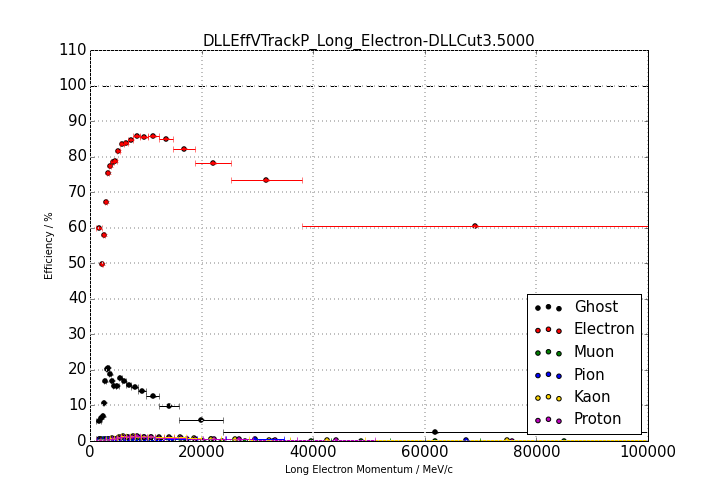 DLLEffVTrackP_Long_Electron-DLLCut3.5000
110
100
90
80
70
60
50
40
30
20
10
0
Efficiency / %
Ghost
Electron
Muon
Pion
Kaon
Proton
0 20000 40000 60000 80000 100000
Long Electron Momentum / MeV/c